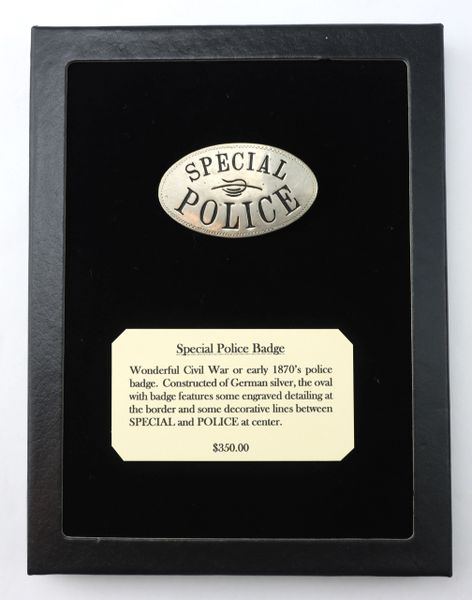 SPECIAL
POLICE
Special Police Badge
Wonderful Civil War or early 1870's police
badge. Constructed of German silver, the oval
with badge features some engraved detailing at
the border and some decorative lines between
SPECIAL and POLICE at center.
$350.00